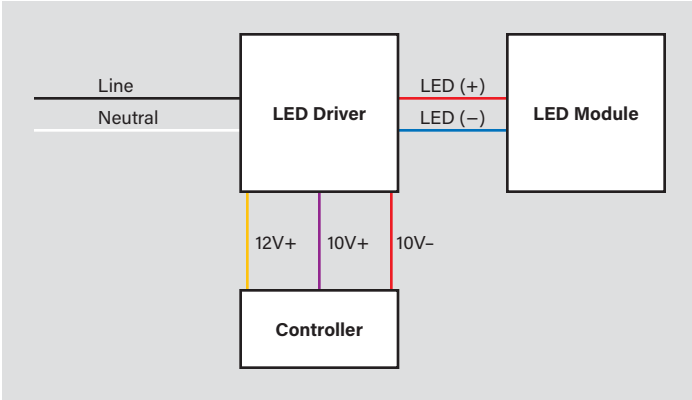 Line
LED (+)
LED Driver
LED Module
Neutral
LED (−)
12V+
10V+
10V–
Controller